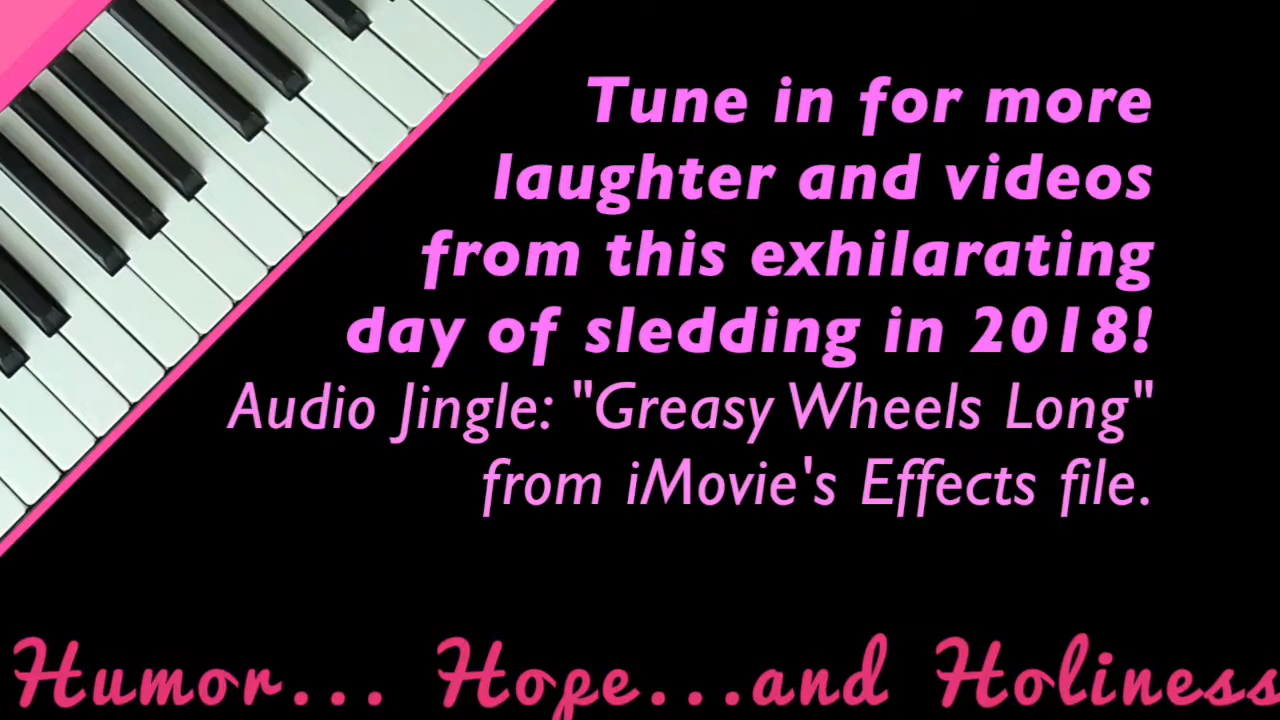 Tune in for more
laughter and videos
from this exhilarating
day of sledding in 2018!
Audio Jingle: "Greasy Wheels Long"
from iMovie's Effects file.
Humor... Hope...and Holiness